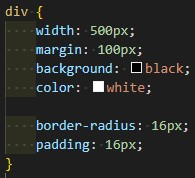 div {
    width: 500px;
    margin: 100px;
    background: black;
    color: white;

    border-radius: 16px;
    padding: 16px;
}